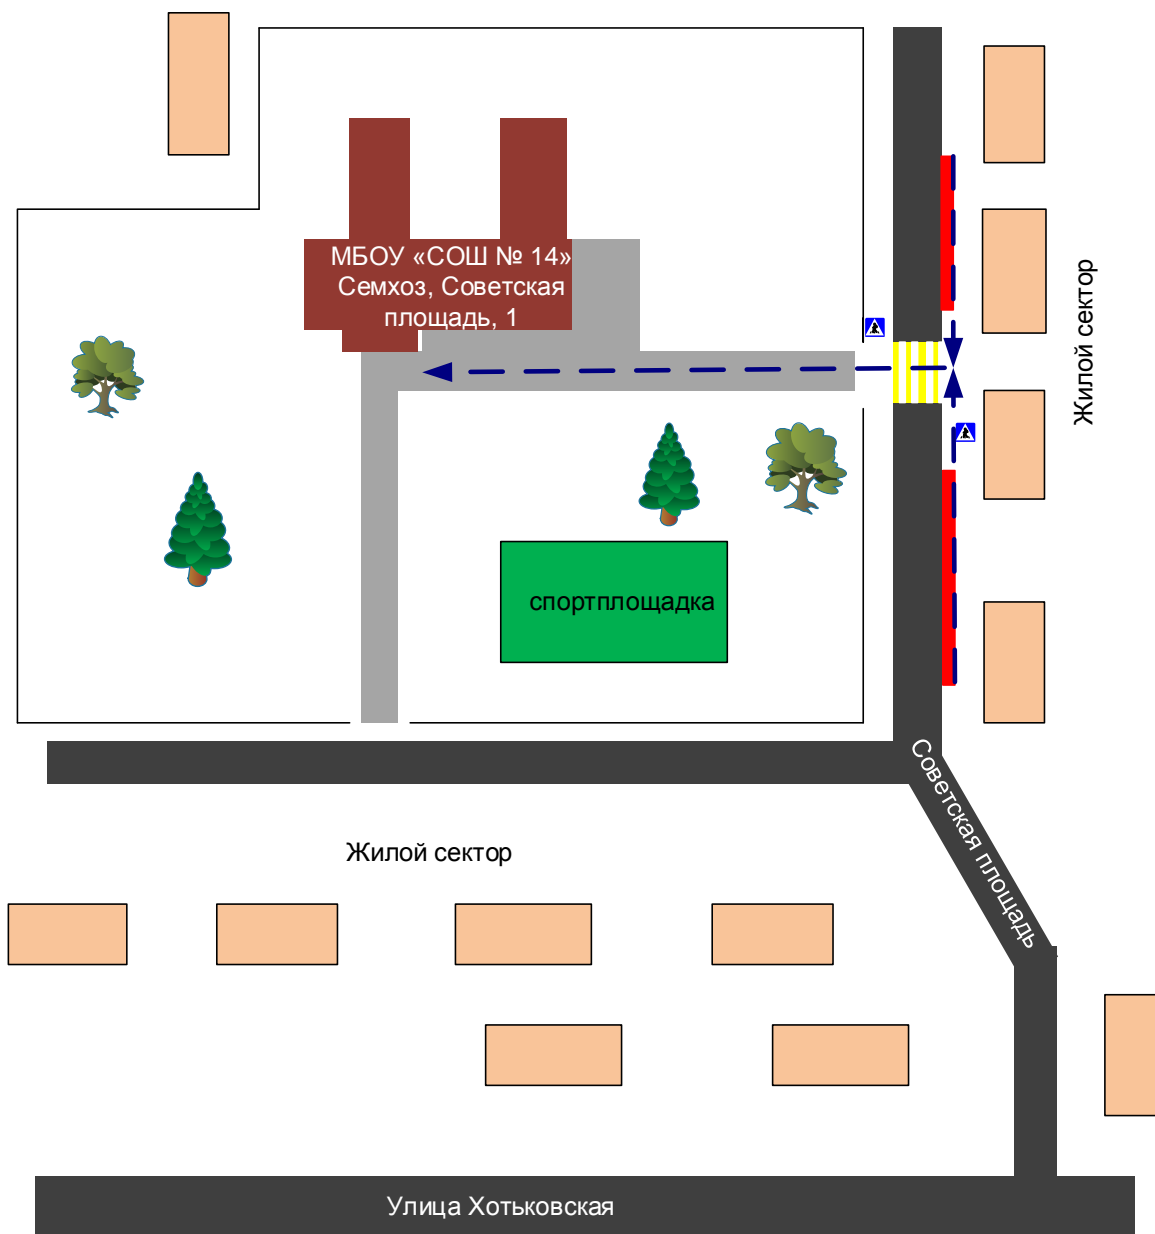 МБОУ «СОШ № 14»
Семхоз, Советская
площадь, 1
Жилой сектор
спортплощадка
Советская площадь
Жилой сектор
Улица Хотьковская